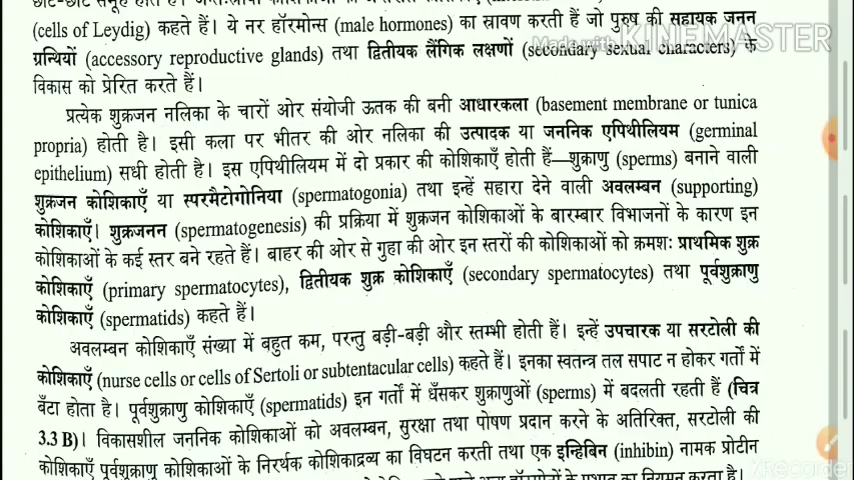 (cells of Leydig) कहते हैं। ये नर हॉरमोन्स (male hormones) का स्रावण करती हैं जो पुरुष की सहायक जनन
ग्रन्थियों (accessory reproductive glands) तथा द्वितीयक लैंगिक लक्षणों (secondary sexual characters) के
विकास को प्रेरित करते हैं।
प्रत्येक शुक्रजन नलिका के चारों ओर संयोजी ऊतक की बनी आधारकला (basement membrane or tunica
propria) होती है। इसी कला पर भीतर की ओर नलिका की उत्पादक या जननिक एपिथीलियम (germinal
epithelium) सधी होती है। इस एपिथीलियम में दो प्रकार की कोशिकाएँ होती हैं—शुक्राणु (sperms) बनाने वाली
शुक्रजन कोशिकाएँ या स्परमैटोगोनिया (spermatogonia) तथा इन्हें सहारा देने वाली अवलम्बन (supporting)
कोशिकाएँ। शुक्रजनन (spermatogenesis) की प्रक्रिया में शुक्रजन कोशिकाओं के बारम्बार विभाजनों के कारण इन
कोशिकाओं के कई स्तर बने रहते हैं। बाहर की ओर से गुहा की ओर इन स्तरों की कोशिकाओं को क्रमशः प्राथमिक शुक्र
कोशिकाएँ (primary spermatocytes), द्वितीयक शुक्र कोशिकाएँ (secondary spermatocytes) तथा पूर्वशुक्राणु
कोशिकाएँ (spermatids) कहते हैं।
अवलम्बन कोशिकाएँ संख्या में बहुत कम, परन्तु बड़ी-बड़ी और स्तम्भी होती हैं। इन्हें उपचारक या सरटोली की
कोशिकाएँ (nurse cells or cells of Sertoli or subtentacular cells) कहते हैं। इनका स्वतन्त्र तल सपाट न होकर गर्तों में
बँटा होता है। पूर्वशुक्राणु कोशिकाएँ (spermatids) इन गर्तों में धँसकर शुक्राणुओं (sperms) में बदलती रहती हैं (चित्र
3.3 B)। विकासशील जननिक कोशिकाओं को अवलम्बन, सुरक्षा तथा पोषण प्रदान करने के अतिरिक्त, सरटोली की
कोशिकाएँ पूर्वशुक्राणु कोशिकाओं के निरर्थक कोशिकाद्रव्य का विघटन करती तथा एक इन्हिबिन (inhibin) नामक प्रोटीन
Made with KINEMASTER
XRecorder